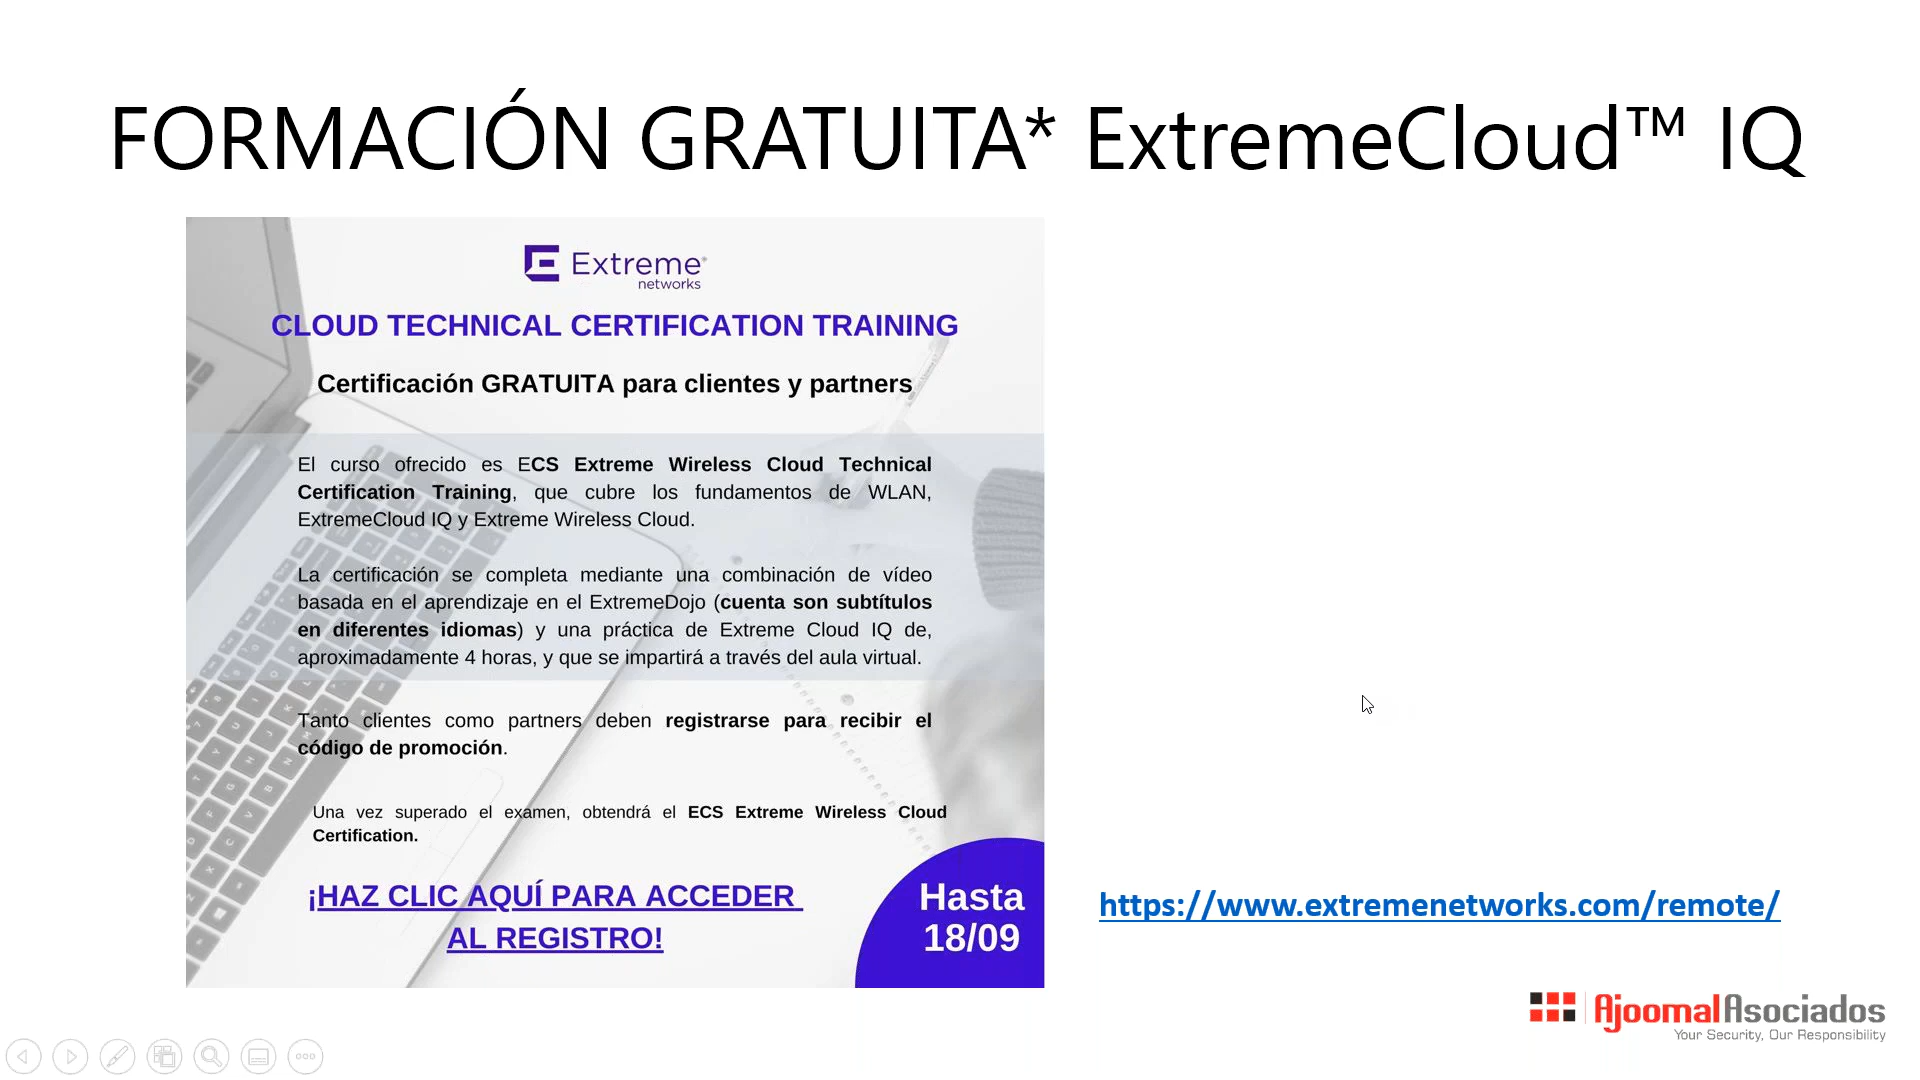 FORMACIÓN GRATUITA* ExtremeCloud™ IQ
Extreme®
networks
CLOUD TECHNICAL CERTIFICATION TRAINING
Certificación GRATUITA para clientes y partners
El curso ofrecido es ECS Extreme Wireless Cloud Technical
Certification Training, que cubre los fundamentos de WLAN,
ExtremeCloud IQ y Extreme Wireless Cloud.
La certificación se completa mediante una combinación de vídeo
basada en el aprendizaje en el ExtremeDojo (cuenta son subtítulos
en diferentes idiomas) y una práctica de Extreme Cloud IQ de,
aproximadamente 4 horas, y que se impartirá a través del aula virtual.
Tanto clientes como partners deben registrarse para recibir el
código de promoción.
Una vez superado el examen, obtendrá el ECS Extreme Wireless Cloud
Certification.
¡HAZ CLIC AQUÍ PARA ACCEDER
AL REGISTRO!
Hasta
18/09
https://www.extremenetworks.com/remote/
AjoomalAsociados
Your Security, Our Responsibility